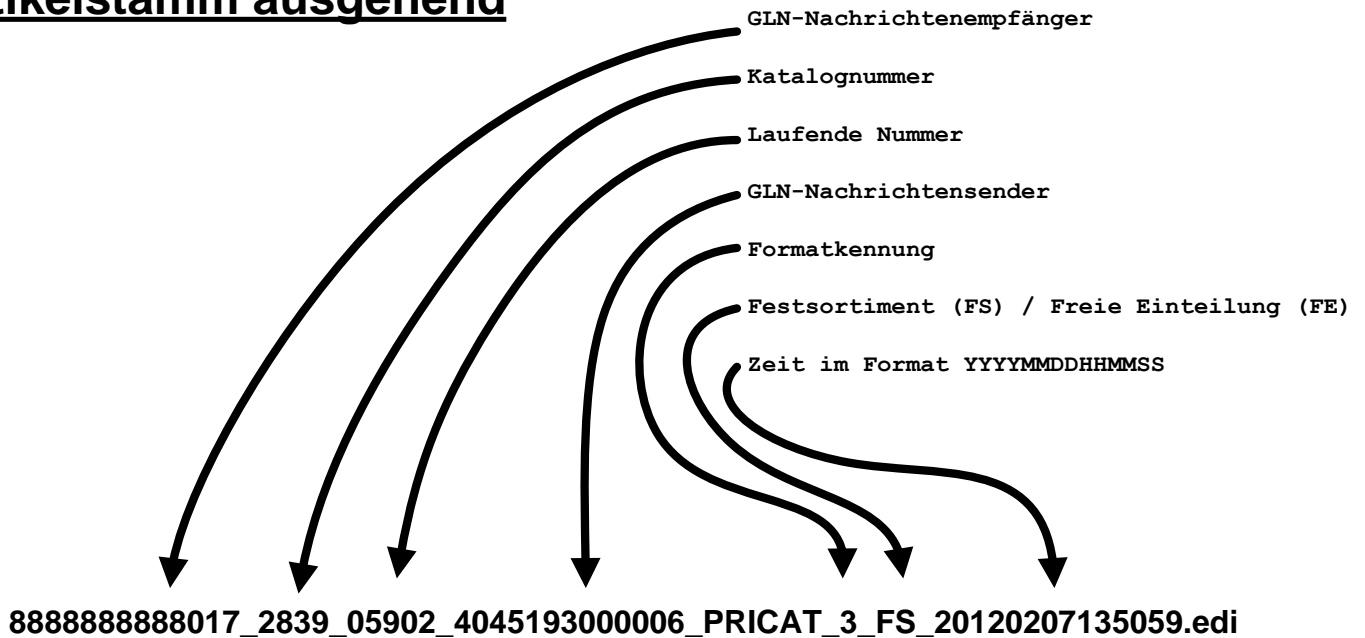 ausgehend
GLN-Nachrichtenempfänger
Katalognummer
Laufende Nummer
GLN-Nachrichtensender
Formatkennung
Festsortiment (FS) / Freie Einteilung (FE)
Zeit im Format YYYYMMDDHHMMSS
8888888888017_2839_05902_4045193000006_PRICAT_3_FS_20120207135059.edi